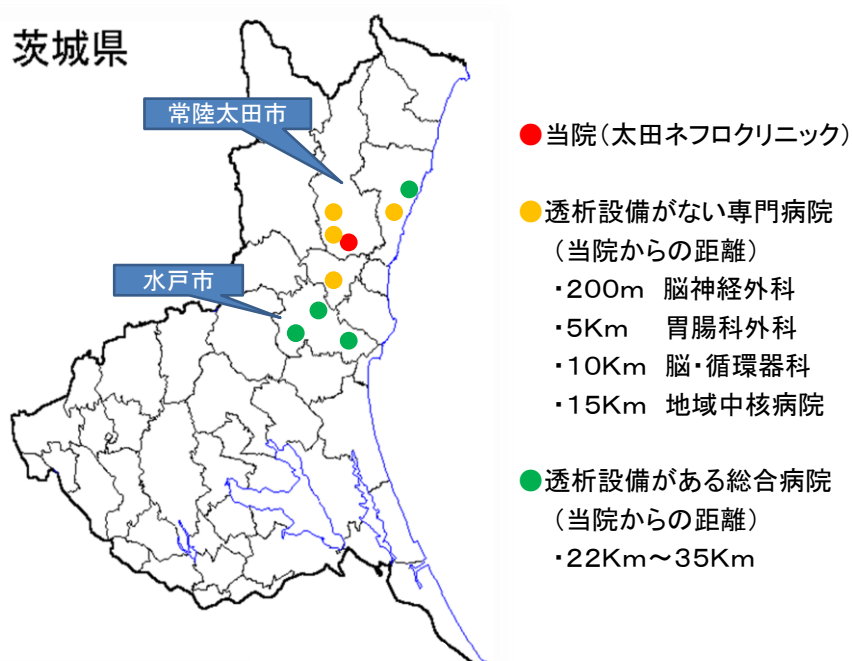 茨城県
常陸太田市
水戸市
●当院（太田ネフロクリニック）
●透析設備がない専門病院
（当院からの距離）
・200m 脳神経外科
・5Km 胃腸科外科
・10Km 脳・循環器科
・15Km 地域中核病院
●透析設備がある総合病院
（当院からの距離）
・22Km～35Km